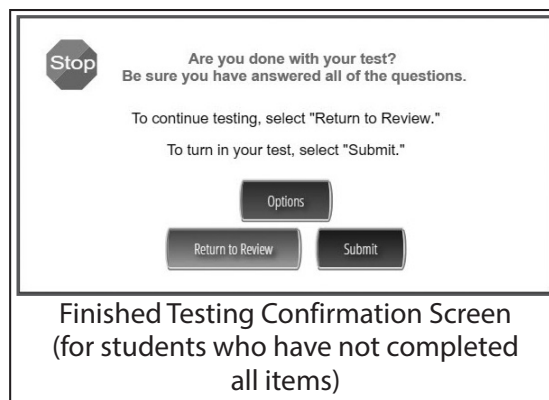 Stop
Are you done with your test?
Be sure you have answered all of the questions.
To continue testing, select "Return to Review."
To turn in your test, select "Submit."
Options
Return to Review
Submit
Finished Testing Confirmation Screen
(for students who have not completed
all items)